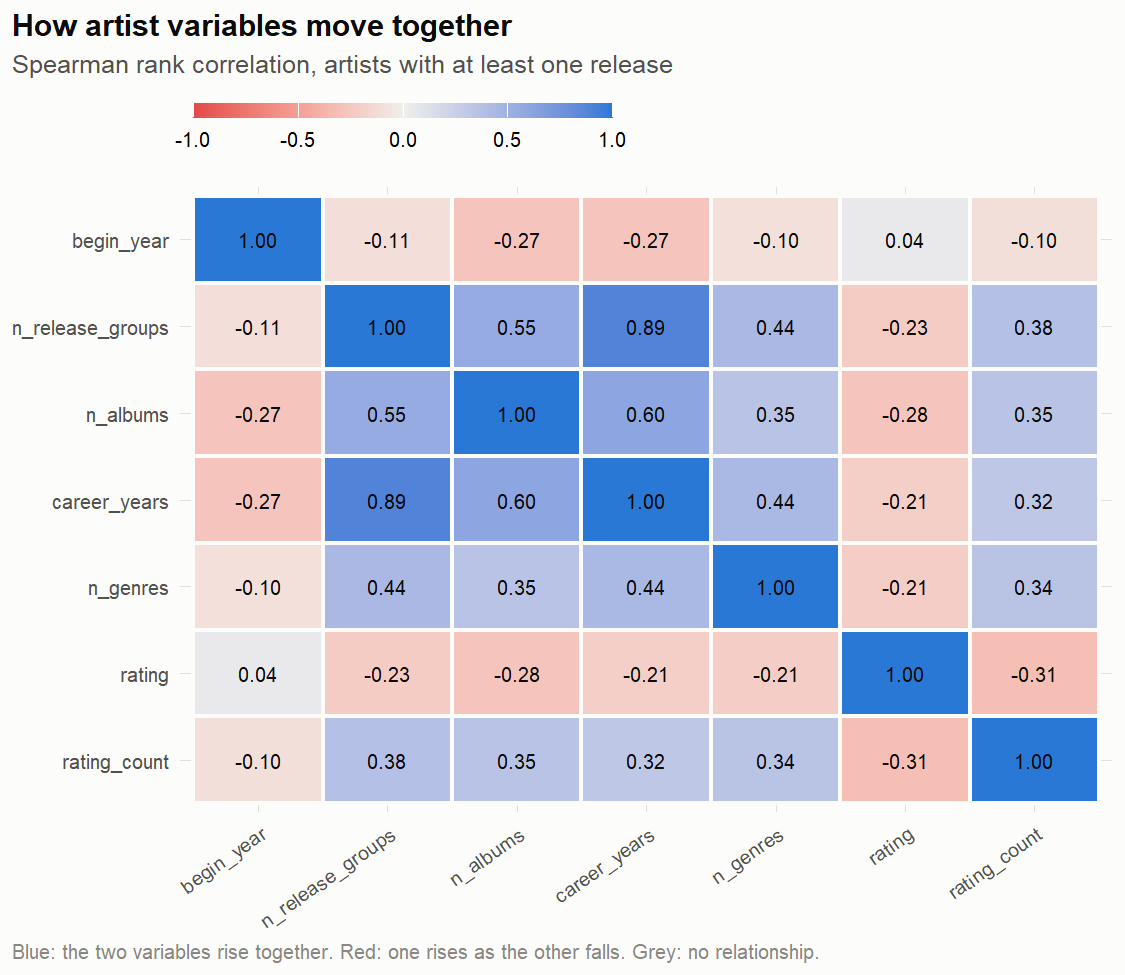 How artist variables move together
Spearman rank correlation, artists with at least one release
-1.0 -0.5 0.0 0.5 1.0
begin_year 1.00 -0.11 -0.27 -0.27 -0.10 0.04 -0.10
n_release_groups -0.11 1.00 0.55 0.89 0.44 -0.23 0.38
n_albums -0.27 0.55 1.00 0.60 0.35 -0.28 0.35
career_years -0.27 0.89 0.60 1.00 0.44 -0.21 0.32
n_genres -0.10 0.44 0.35 0.44 1.00 -0.21 0.34
rating 0.04 -0.23 -0.28 -0.21 -0.21 1.00 -0.31
rating_count -0.10 0.38 0.35 0.32 0.34 -0.31 1.00
begin_year n_release_groups n_albums career_years n_genres rating rating_count
Blue: the two variables rise together. Red: one rises as the other falls. Grey: no relationship.